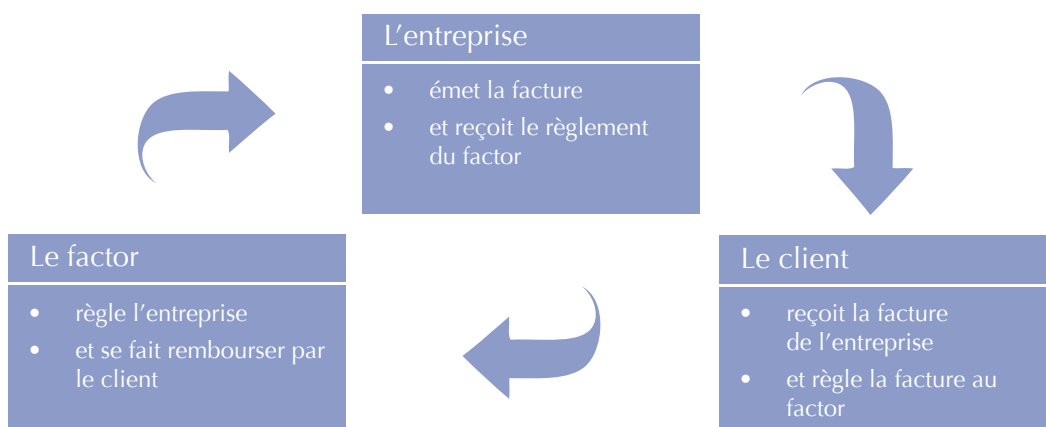 L’entreprise
• émet la facture
• et reçoit le règlement
du factor
Le factor
• règle l’entreprise
• et se fait rembourser par
le client
Le client
• reçoit la facture
de l’entreprise
• et règle la facture au
factor